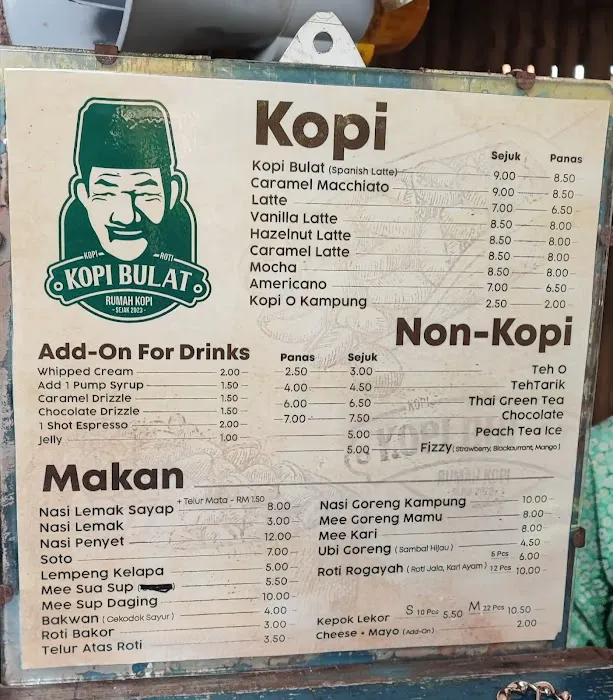 Kopi
Sejuk Panas
Kopi Bulat (Spanish Latte) 9.00 8.50
Caramel Macchiato 9.00 8.50
Latte 7.00 6.50
Vanilla Latte 8.50 8.00
Hazelnut Latte 8.50 8.00
Caramel Latte 8.50 8.00
Mocha 8.50 8.00
Americano 7.00 6.50
Kopi O Kampung 2.50 2.00
KOPI ROTI
KOPI BULAT
RUMAH KOPI
- SEJAK 2023 -
Non-Kopi
Panas Sejuk
2.50 3.00 Teh O
4.00 4.50 TehTarik
6.00 6.50 Thai Green Tea
7.00 7.50 Chocolate
5.00 Peach Tea Ice
5.00 Fizzy (Strawberry, Blackcurrant, Mango)
Add-On For Drinks
Whipped Cream 2.00
Add 1 Pump Syrup 1.50
Caramel Drizzle 1.50
Chocolate Drizzle 1.50
1 Shot Espresso 2.00
Jelly 1.00
Makan
+ Telur Mata - RM 1.50
Nasi Lemak Sayap 8.00
Nasi Lemak 3.00
Nasi Penyet 12.00
Soto 7.00
Lempeng Kelapa 5.00
Mee Sua Sup 5.50
Mee Sup Daging 10.00
Bakwan (Cekodok Sayur) 4.00
Roti Bakor 3.00
Telur Atas Roti 3.50
Nasi Goreng Kampung 10.00
Mee Goreng Mamu 8.00
Mee Kari 8.00
Ubi Goreng (Sambal Hijau) 4.50
Roti Rogayah (Roti Jala, Kari Ayam) 6 Pcs 6.00
12 Pcs 10.00
Kepok Lekor S 10 Pcs 5.50 M 22 Pcs 10.50
Cheese + Mayo (Add-On) 2.00